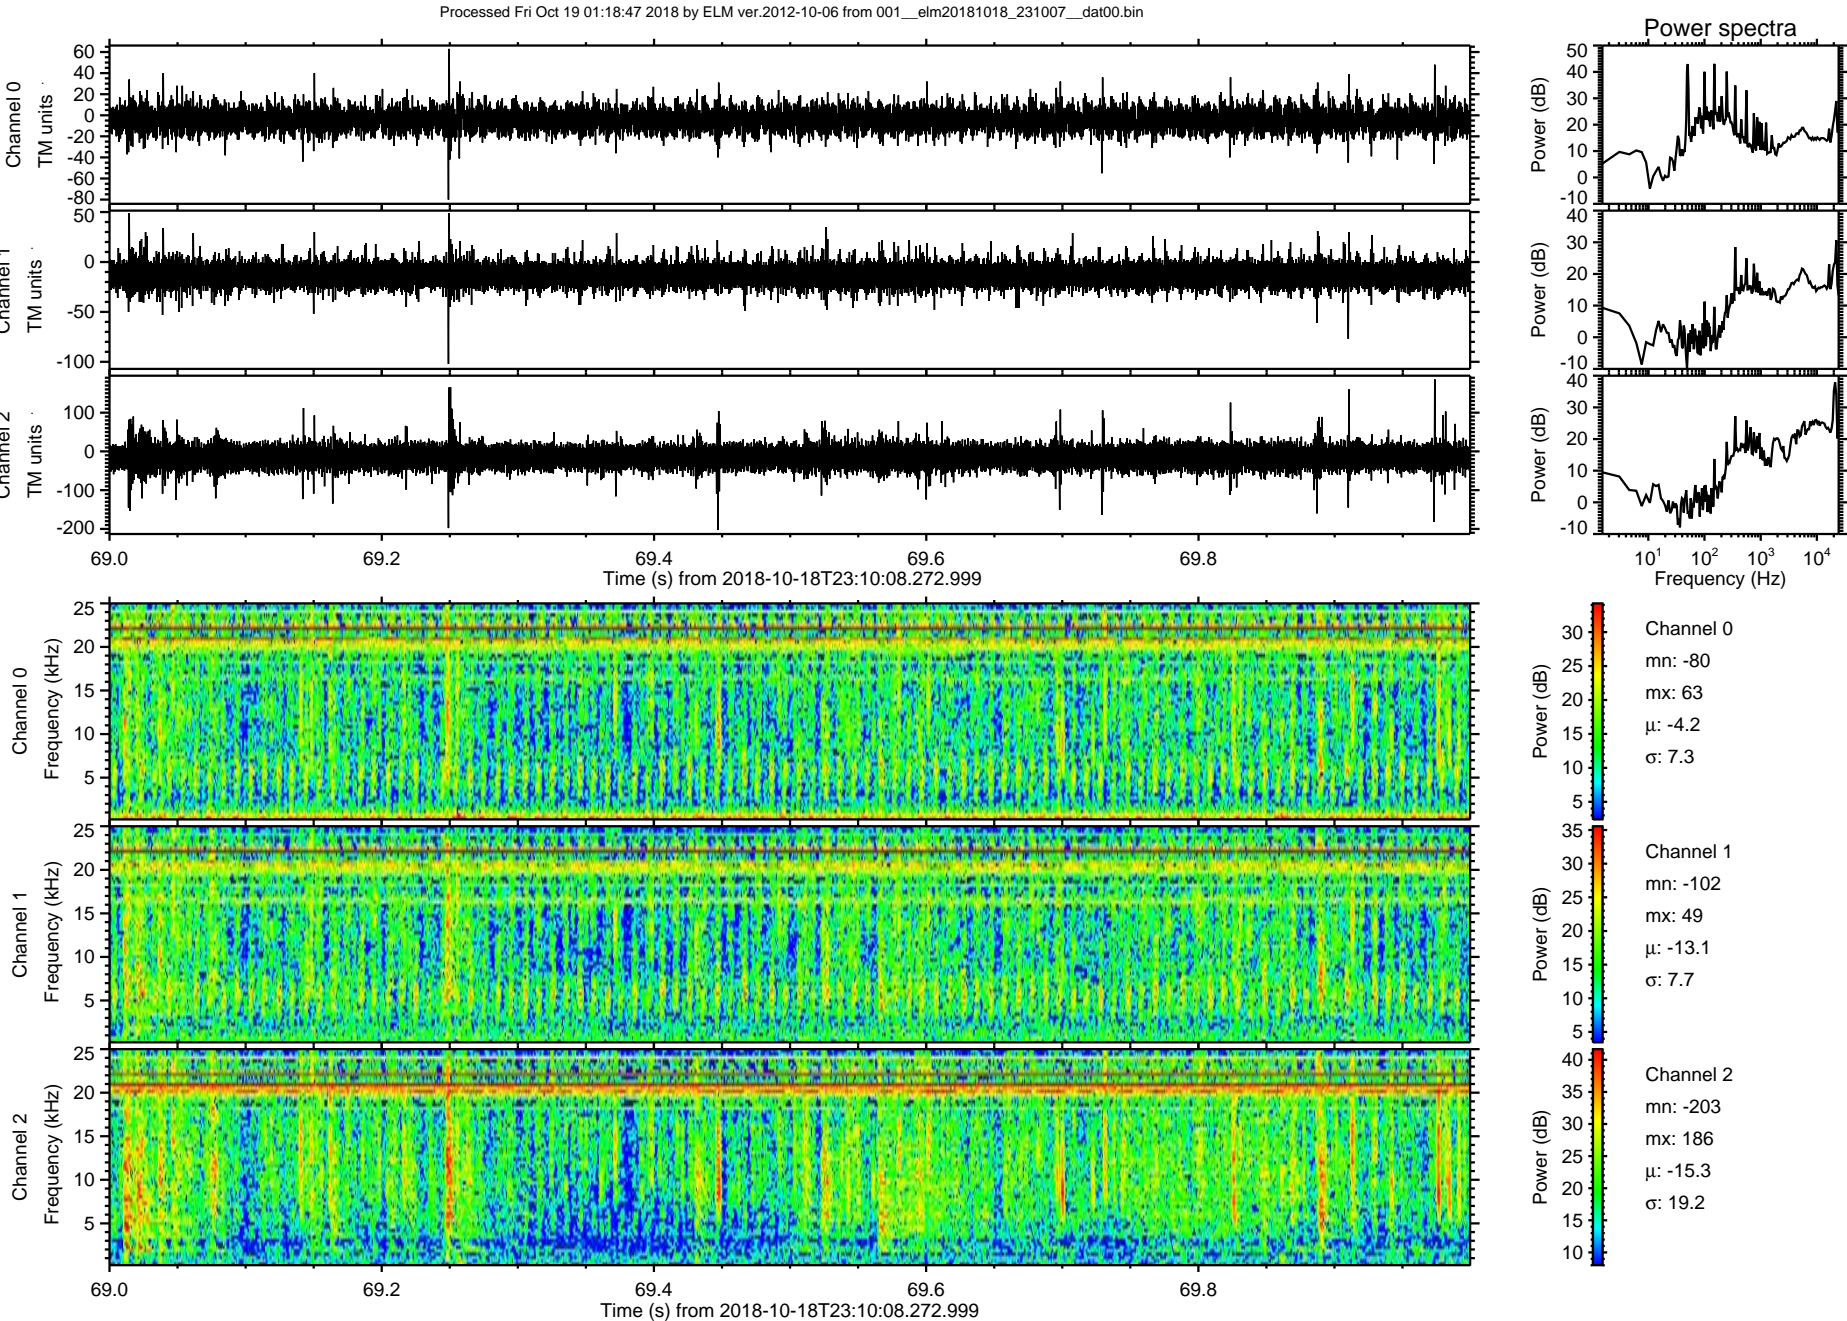 Processed Fri Oct 19 01:18:47 2018 by ELM ver.2012-10-06 from 001__elm20181018_231007__dat00.bin
Power spectra
Channel 0
TM units
60
40
20
0
-20
-40
-60
-80
Power (dB)
50
40
30
20
10
0
-10
Channel 1
TM units
50
0
-50
-100
Power (dB)
40
30
20
10
0
-10
Channel 2
TM units
100
0
-100
-200
Power (dB)
40
30
20
10
0
-10
69.0 69.2 69.4 69.6 69.8
Time (s) from 2018-10-18T23:10:08.272.999
10¹ 10² 10³ 10⁴
Frequency (Hz)
Channel 0
Frequency (kHz)
25
20
15
10
5
Power (dB)
30
25
20
15
10
5
Channel 0
mn: -80
mx: 63
μ: -4.2
σ: 7.3
Channel 1
Frequency (kHz)
25
20
15
10
5
Power (dB)
35
30
25
20
15
10
5
Channel 1
mn: -102
mx: 49
μ: -13.1
σ: 7.7
Channel 2
Frequency (kHz)
25
20
15
10
5
Power (dB)
40
35
30
25
20
15
10
Channel 2
mn: -203
mx: 186
μ: -15.3
σ: 19.2
69.0 69.2 69.4 69.6 69.8
Time (s) from 2018-10-18T23:10:08.272.999